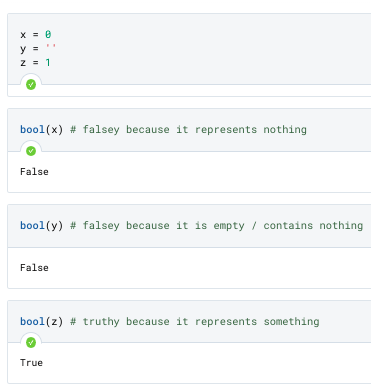 x = 0
y = ''
z = 1
bool(x) # falsey because it represents nothing
False
bool(y) # falsey because it is empty / contains nothing
False
bool(z) # truthy because it represents something
True